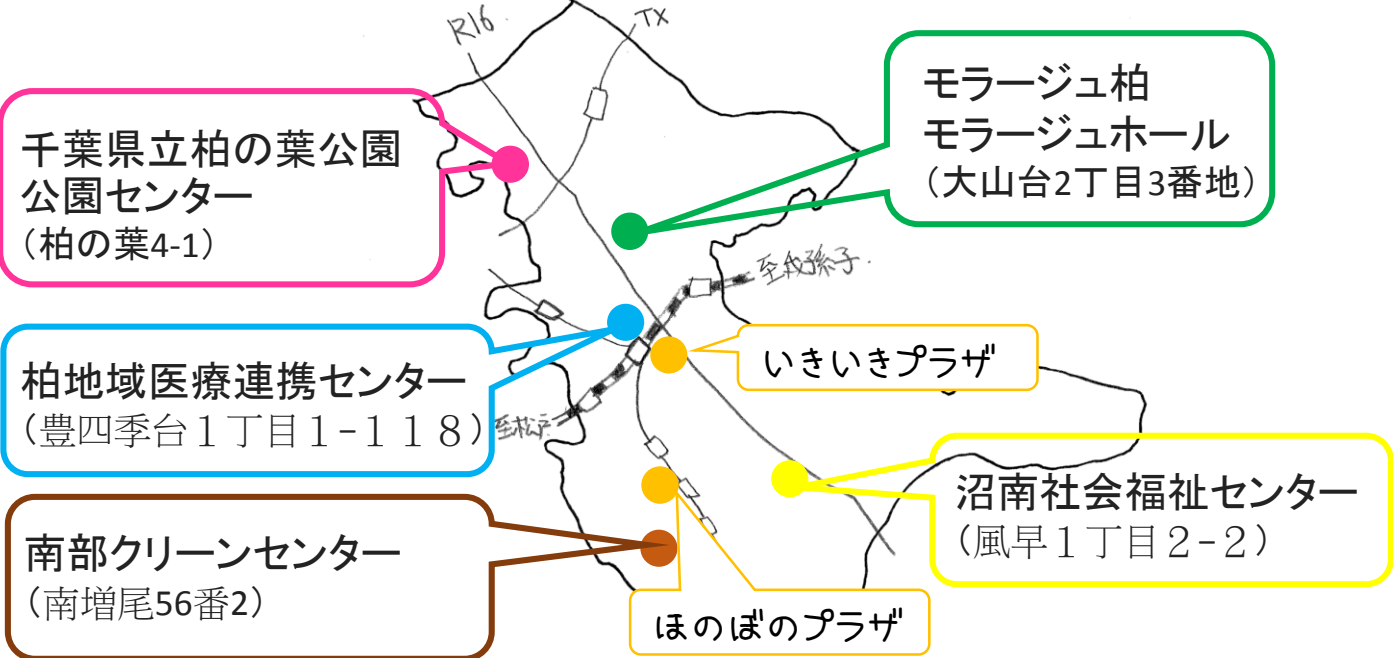 R16
TX
千葉県立柏の葉公園
公園センター
（柏の葉4-1）
モラージュ柏
モラージュホール
（大山台2丁目3番地）
至我孫子
柏地域医療連携センター
（豊四季台１丁目１−１１８）
いきいきプラザ
至松戸
沼南社会福祉センター
（風早１丁目２−２）
南部クリーンセンター
（南増尾56番2）
ほのぼのプラザ